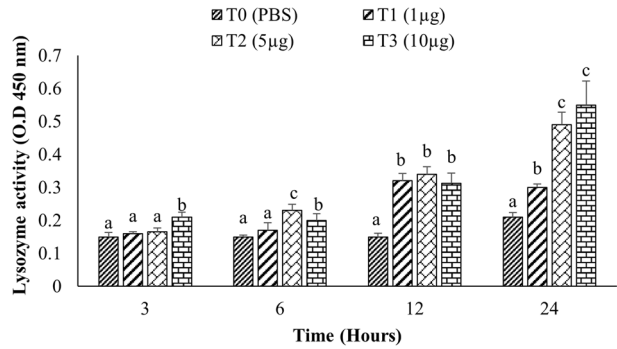 T0 (PBS) T1 (1µg)
T2 (5µg) T3 (10µg)
Lysozyme activity (O.D 450 nm)
0.7
0.6
0.5
0.4
0.3
0.2
0.1
0
a a a b
a a c b
a b b b
a b c c
3 6 12 24
Time (Hours)